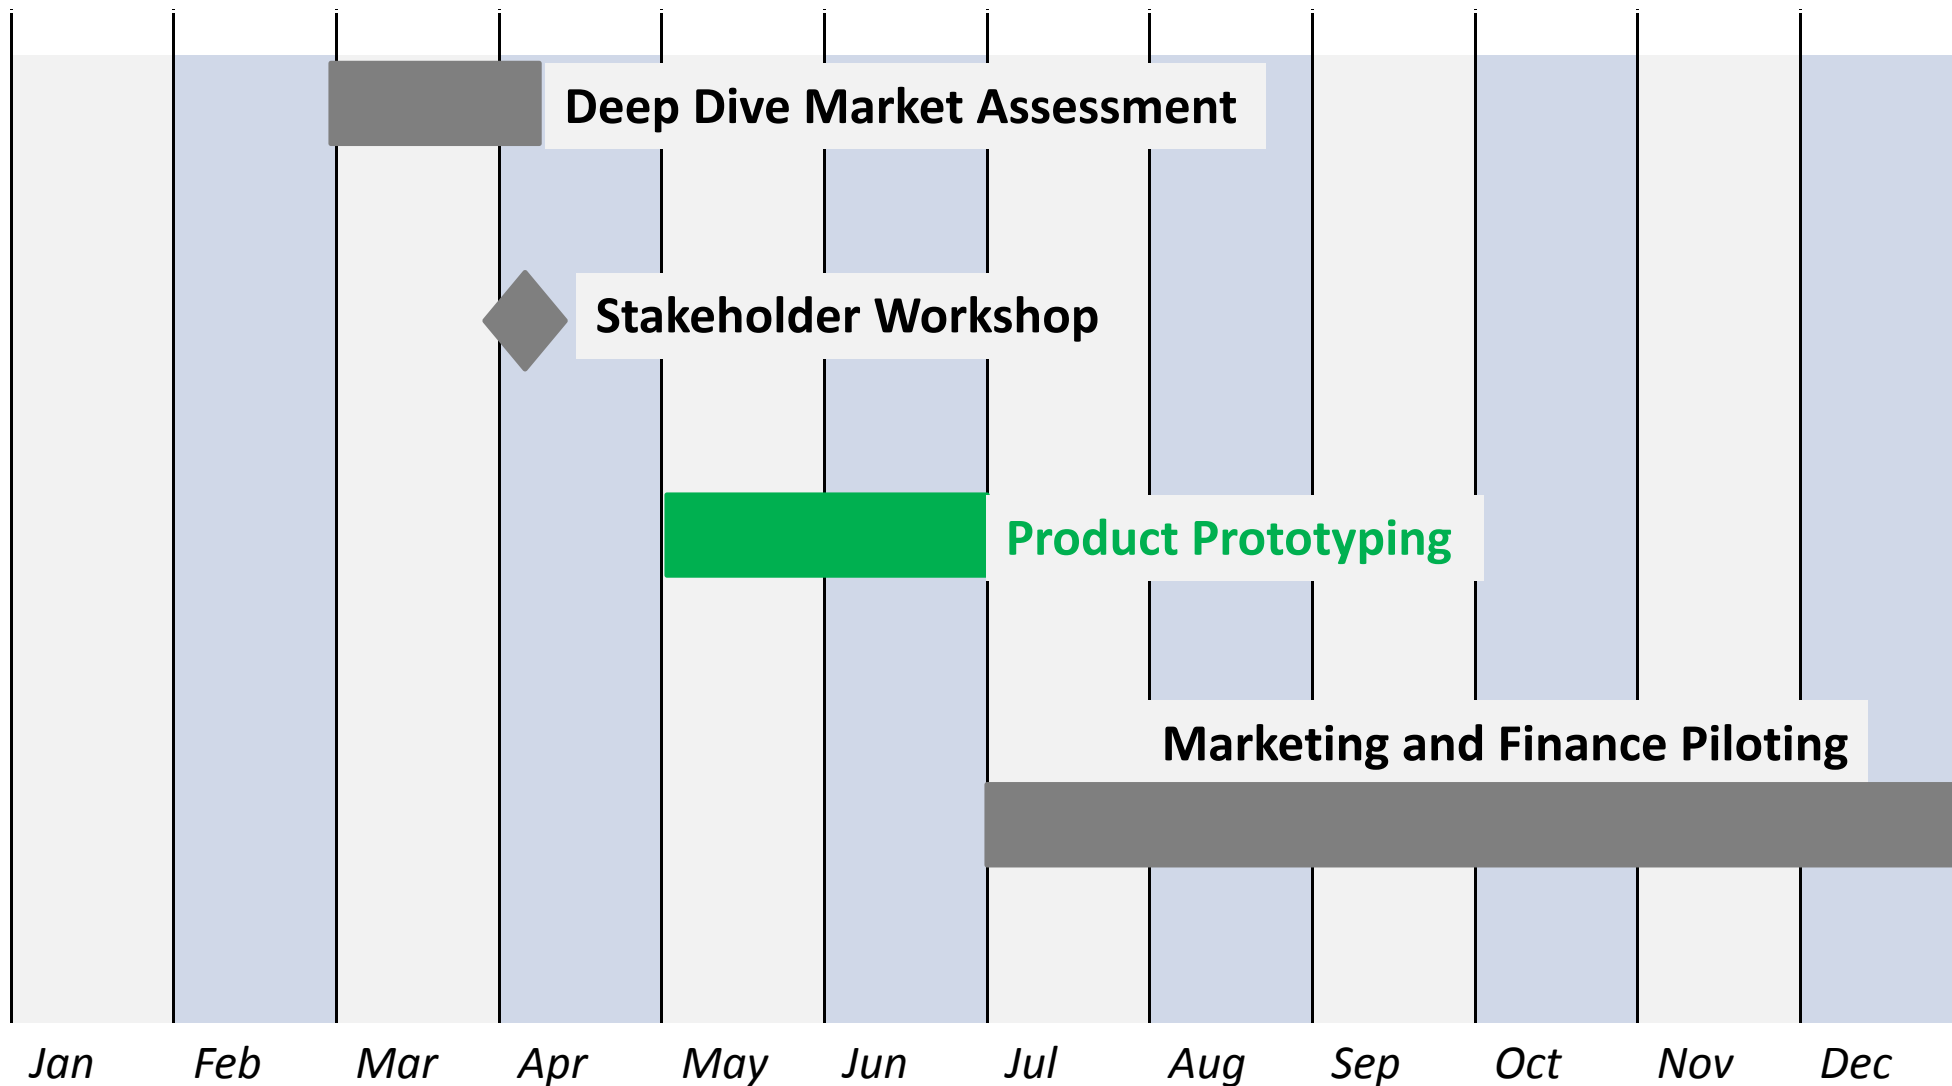 Deep Dive Market Assessment
Stakeholder Workshop
Product Prototyping
Marketing and Finance Piloting
Jan Feb Mar Apr May Jun Jul Aug Sep Oct Nov Dec